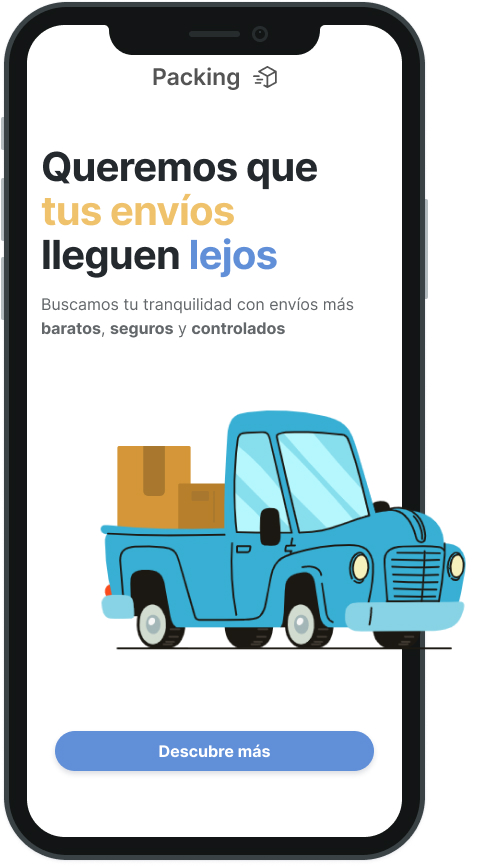 Packing
Queremos que
tus envíos
lleguen lejos
Buscamos tu tranquilidad con envíos más
baratos, seguros y controlados
Descubre más